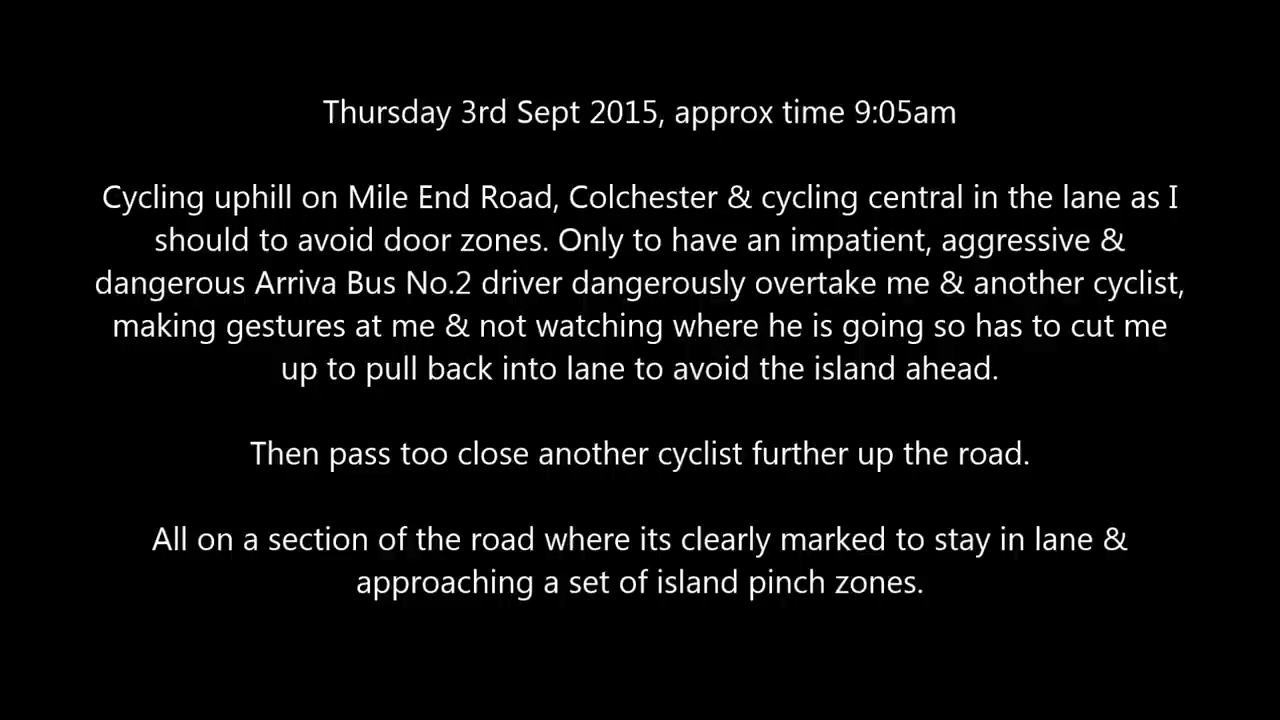 Thursday 3rd Sept 2015, approx time 9:05am
Cycling uphill on Mile End Road, Colchester & cycling central in the lane as I
should to avoid door zones. Only to have an impatient, aggressive &
dangerous Arriva Bus No.2 driver dangerously overtake me & another cyclist,
making gestures at me & not watching where he is going so has to cut me
up to pull back into lane to avoid the island ahead.
Then pass too close another cyclist further up the road.
All on a section of the road where its clearly marked to stay in lane &
approaching a set of island pinch zones.